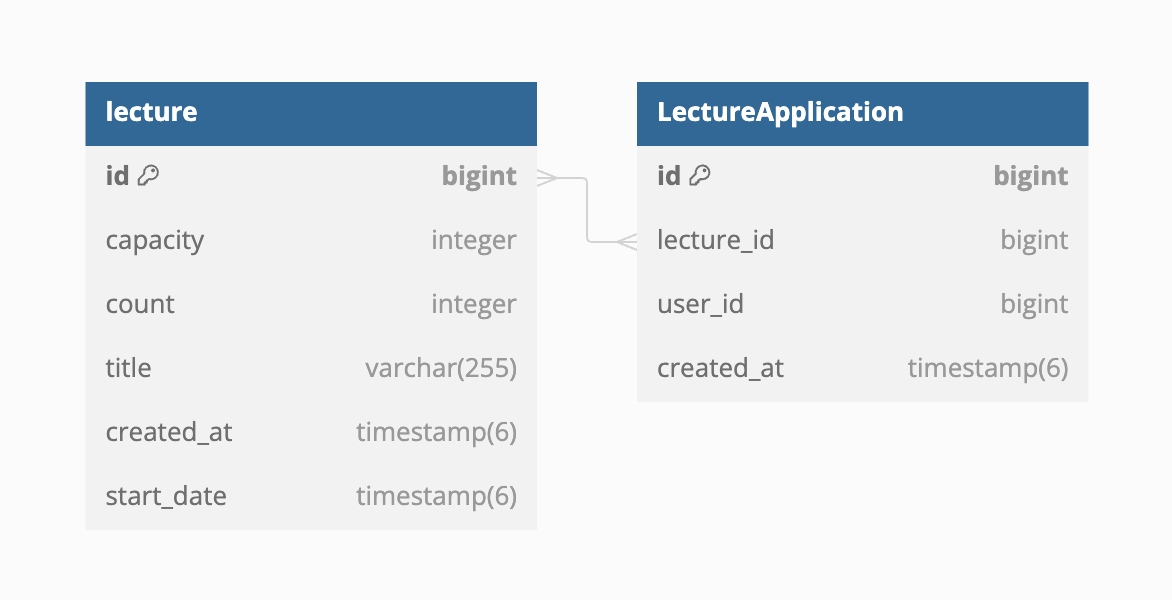 lecture
id bigint
capacity integer
count integer
title varchar(255)
created_at timestamp(6)
start_date timestamp(6)
LectureApplication
id bigint
lecture_id bigint
user_id bigint
created_at timestamp(6)